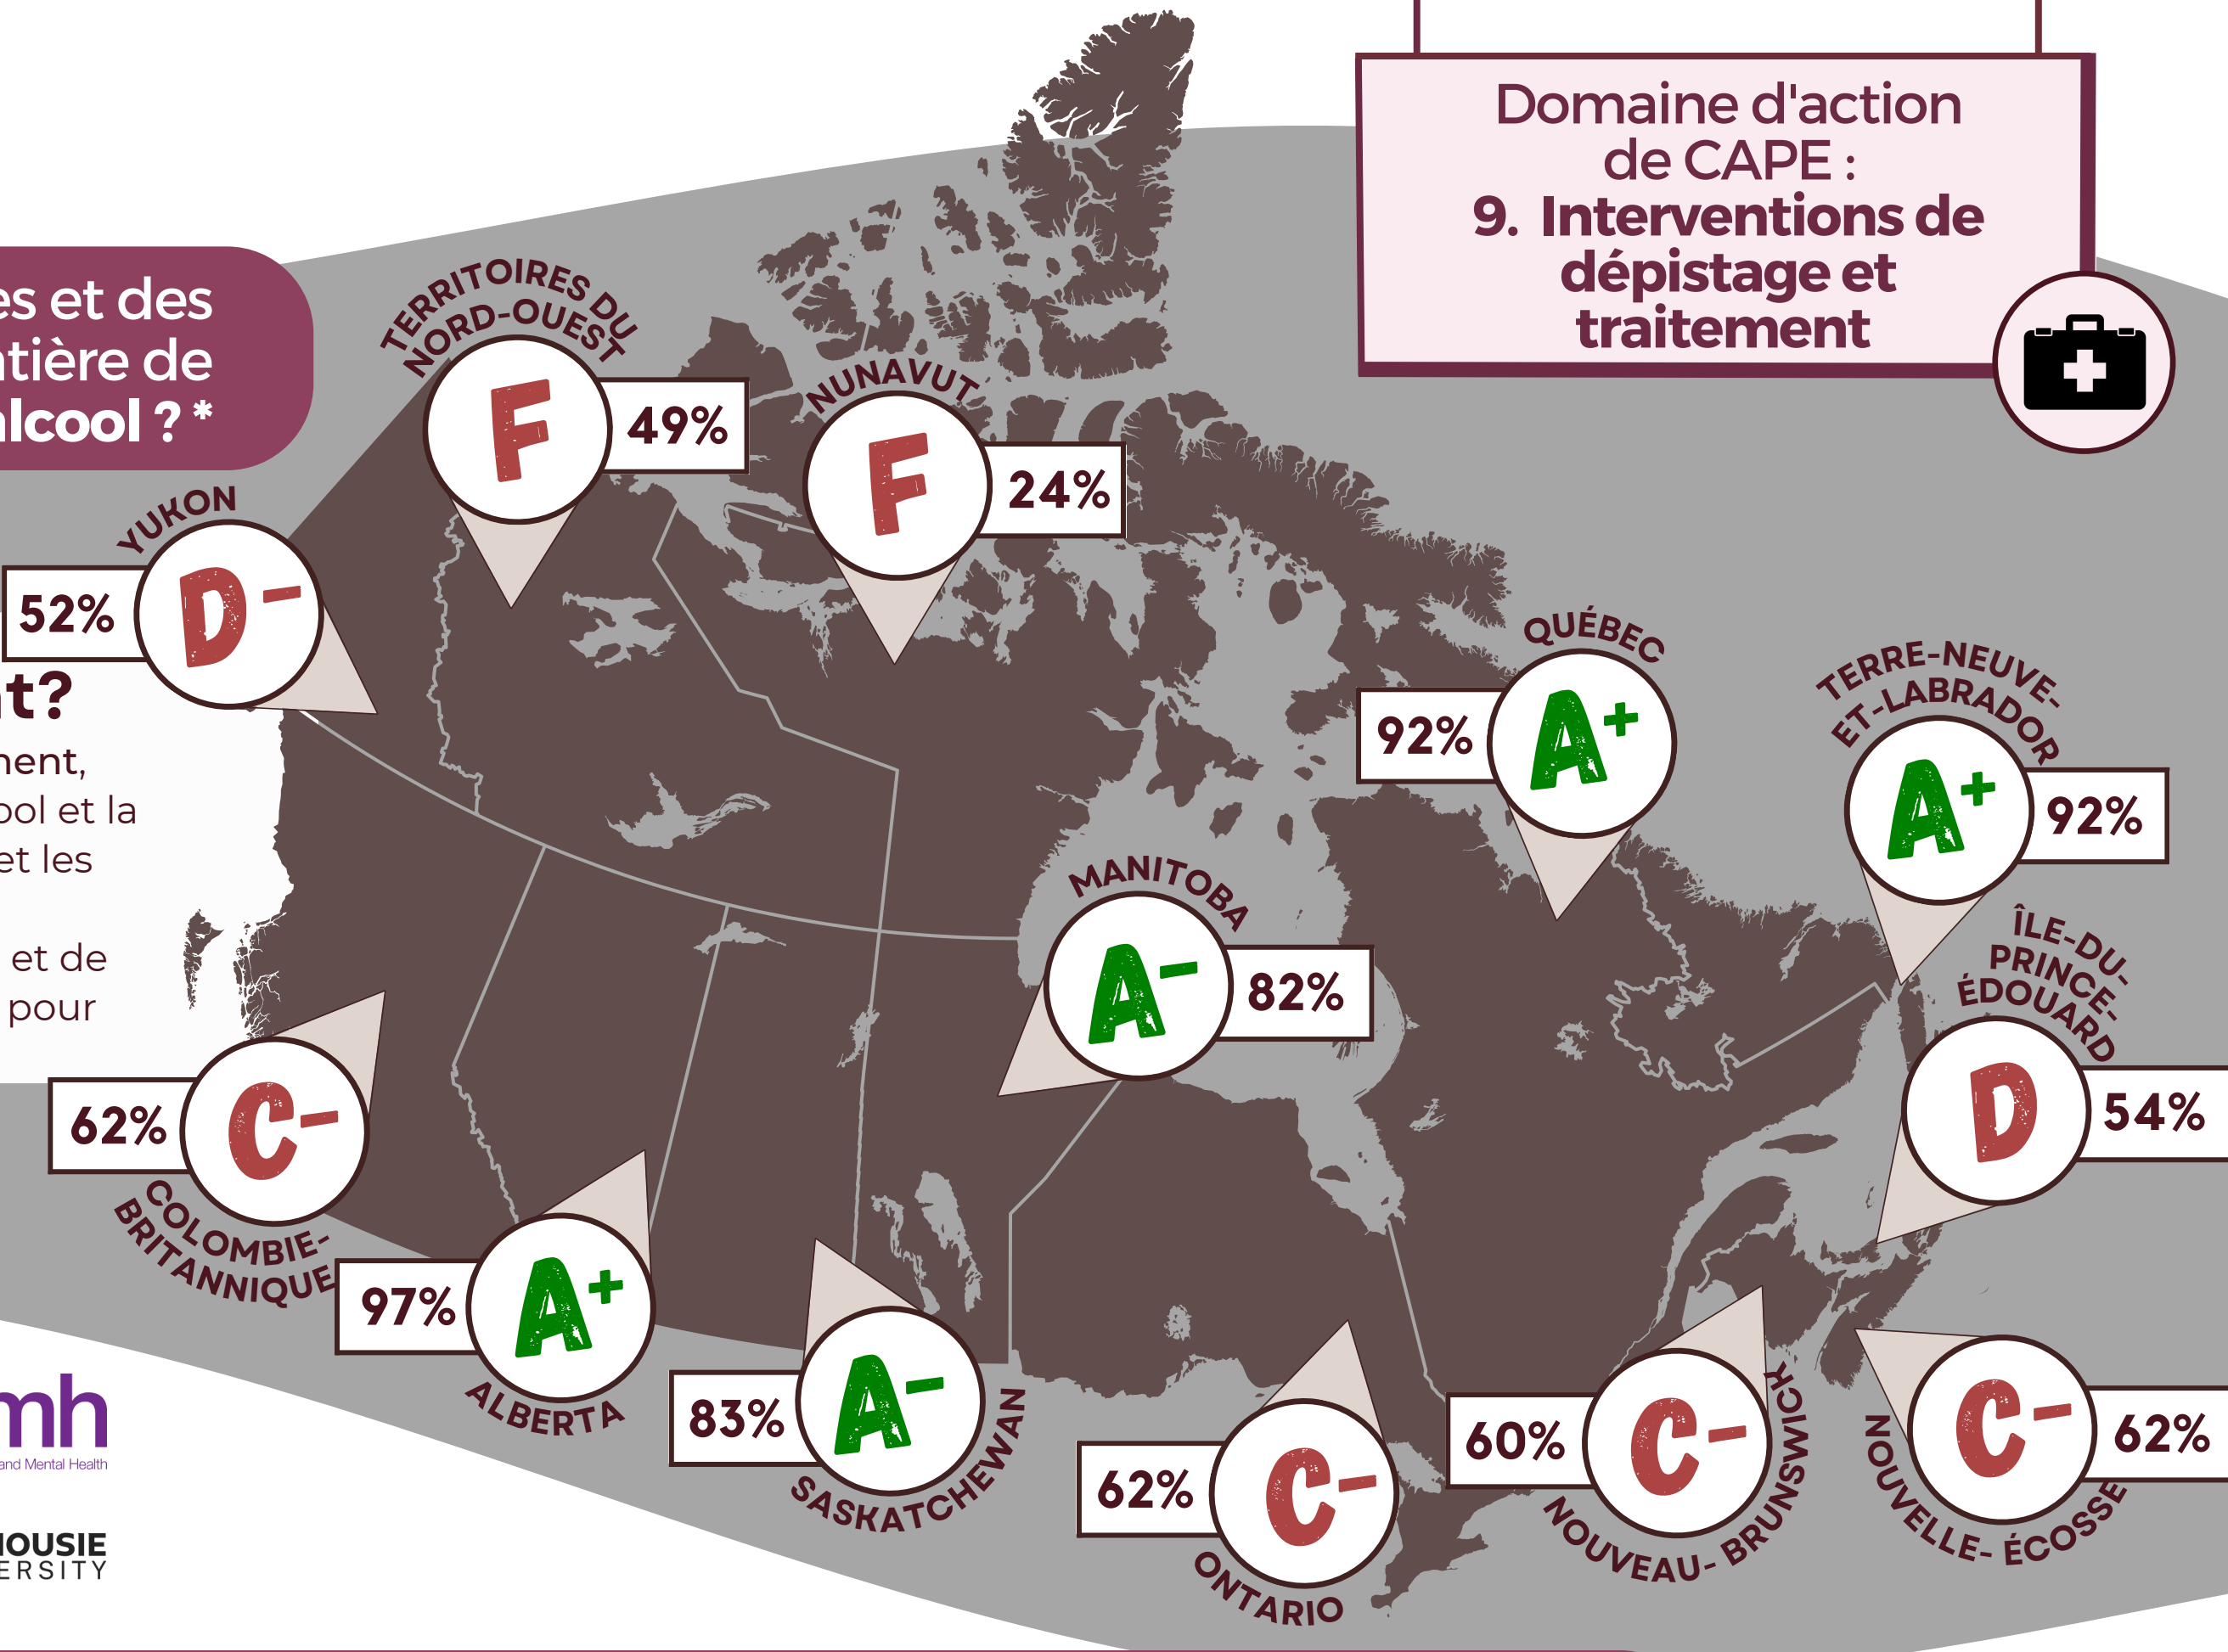 Domaine d'action
de CAPE :
9. Interventions de
dépistage et
traitement
es et des
tière de
lcool ? *
TERRITOIRES DU
NORD-OUEST
F
49%
NUNAVUT
F
24%
YUKON
D-
52%
t?
ent,
ool et la
et les
et de
pour
QUÉBEC
A+
92%
TERRE-NEUVE-
ET-LABRADOR
A+
92%
MANITOBA
A-
82%
ÎLE-DU-
PRINCE-
ÉDOUARD
D
54%
62%
C-
COLOMBIE-
BRITANNIQUE
97%
A+
ALBERTA
83%
A-
SASKATCHEWAN
62%
C-
ONTARIO
60%
C-
NOUVEAU- BRUNSWICK
C-
62%
NOUVELLE- ÉCOSSE
mh
and Mental Health
HOUSIE
ERSITY